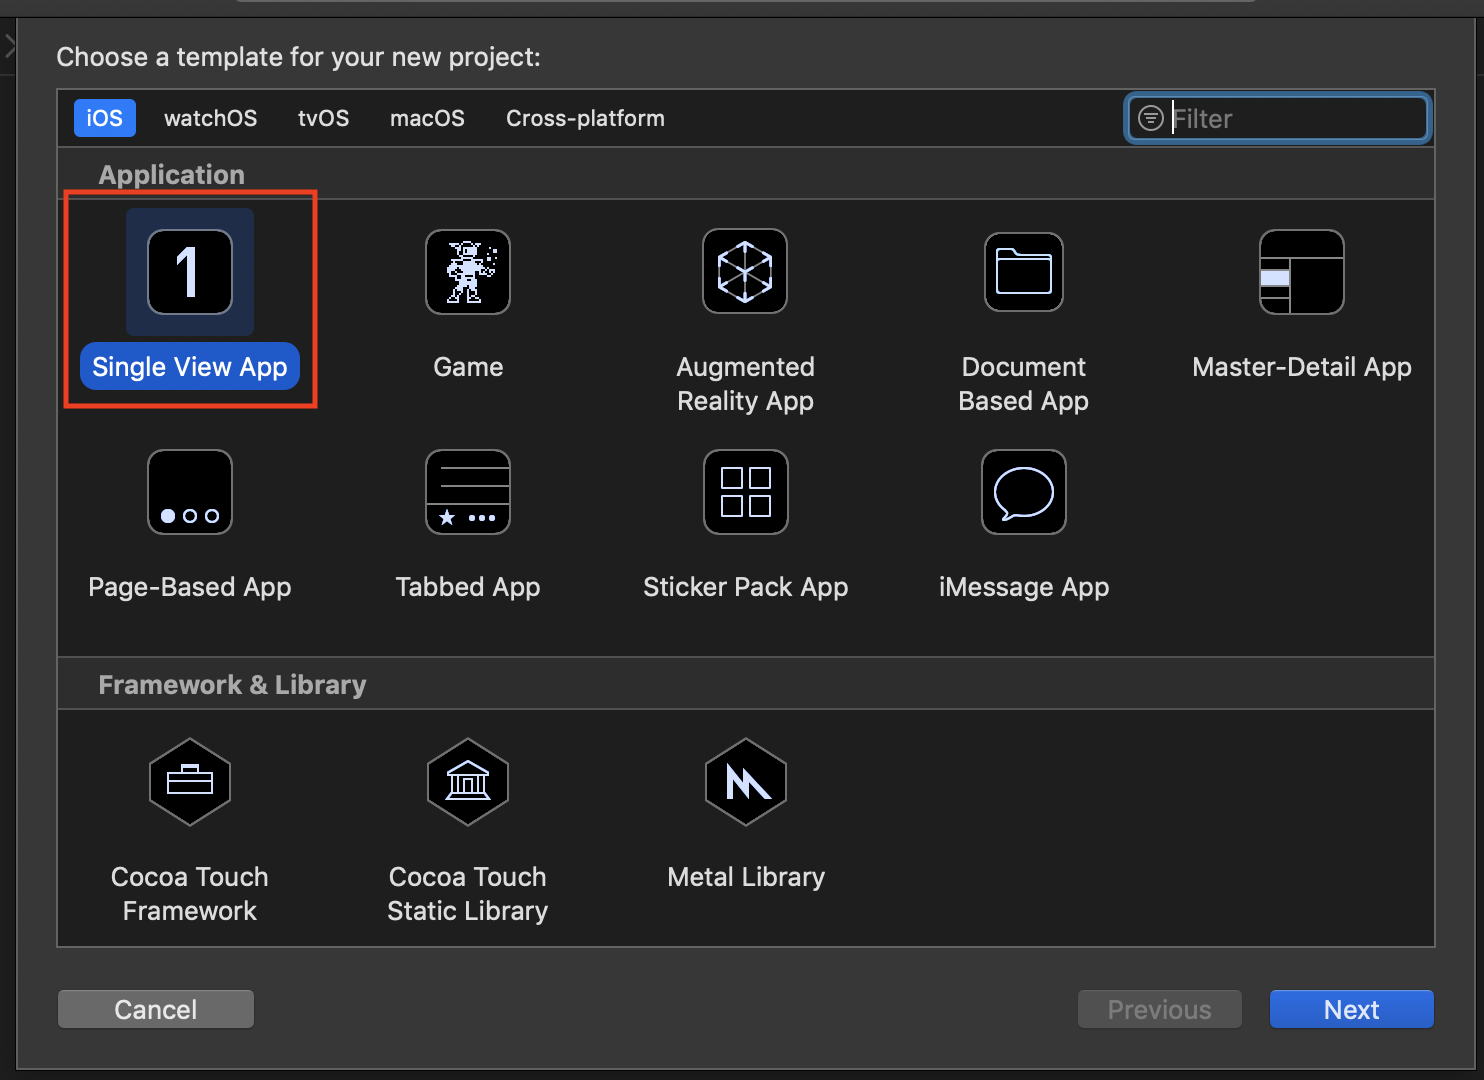 Choose a template for your new project:
iOS watchOS tvOS macOS Cross-platform Filter
Application
1
Single View App Game Augmented Reality App Document Based App Master-Detail App
Page-Based App Tabbed App Sticker Pack App iMessage App
Framework & Library
Cocoa Touch Framework Cocoa Touch Static Library Metal Library
Cancel Previous Next